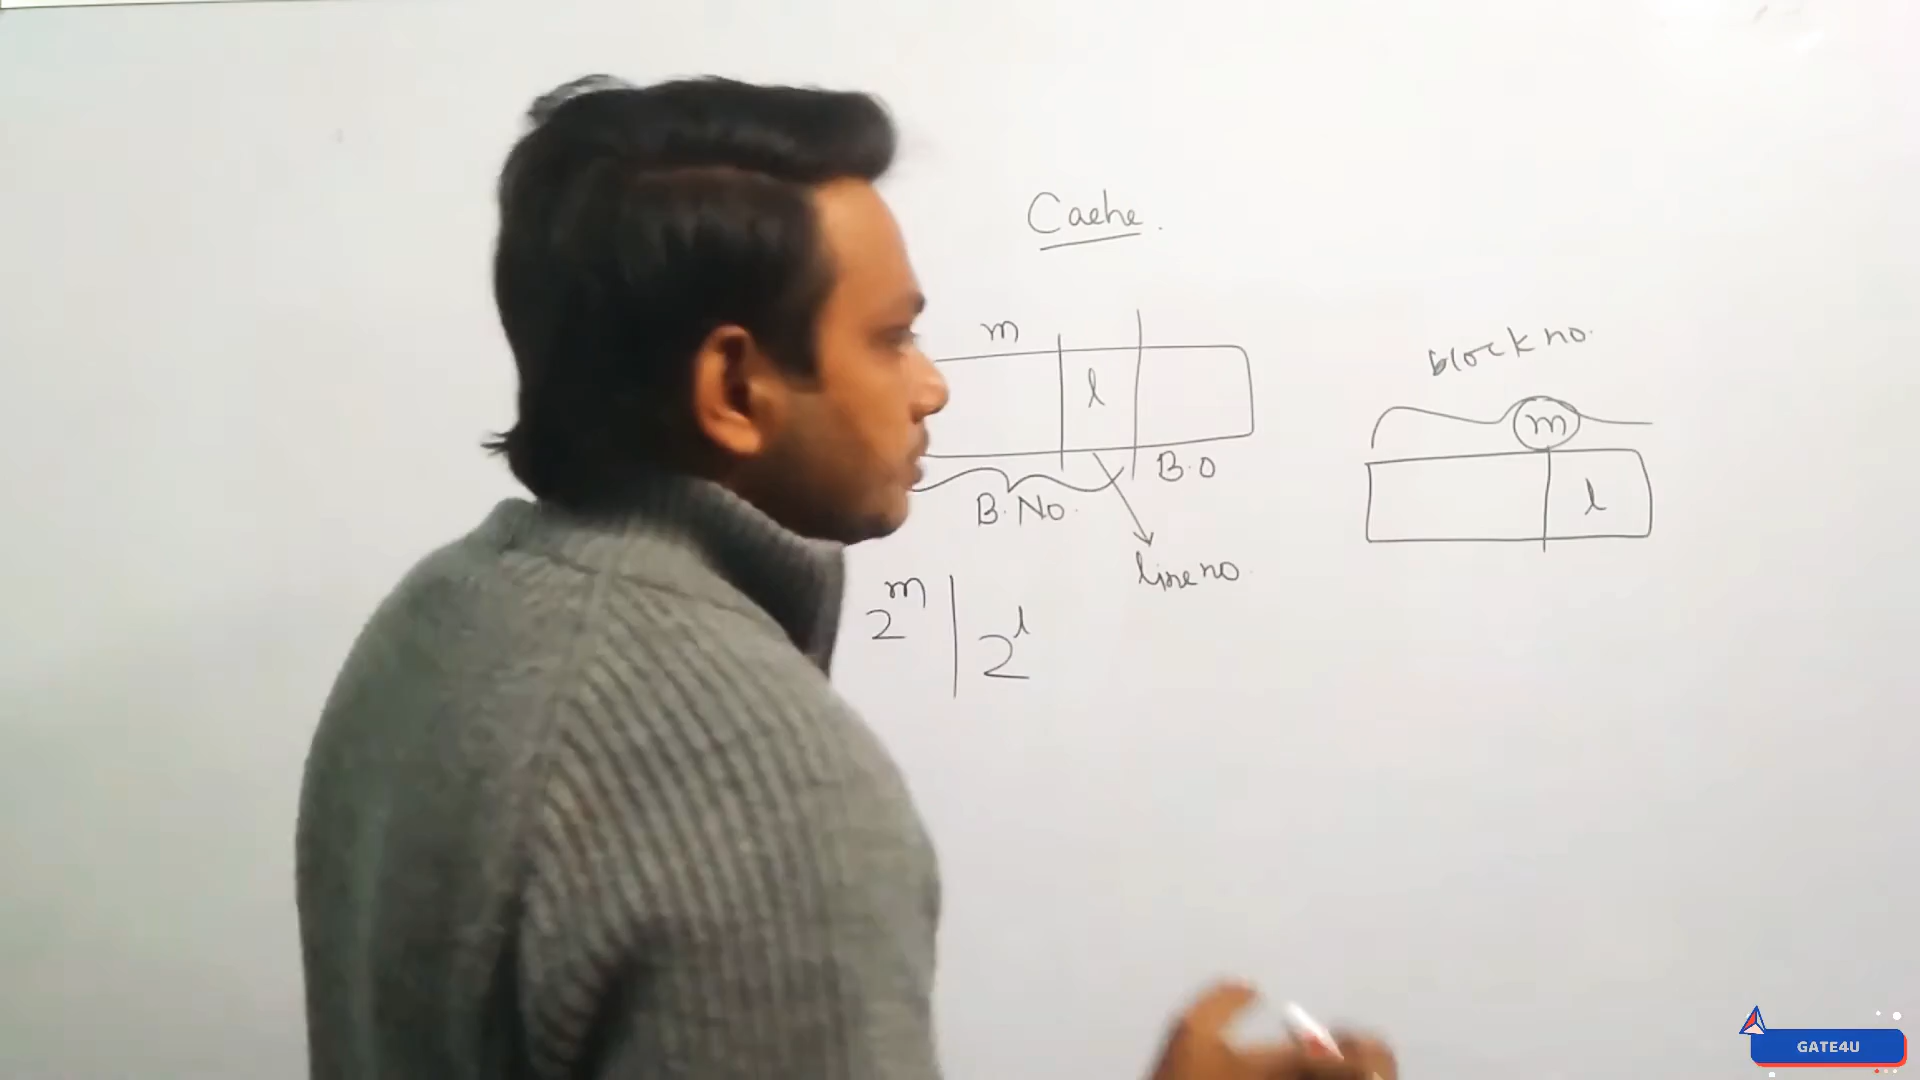 Cache.
m
l
B.O
B. No.
line no.
2^m | 2^l
block no.
m
l
GATE4U